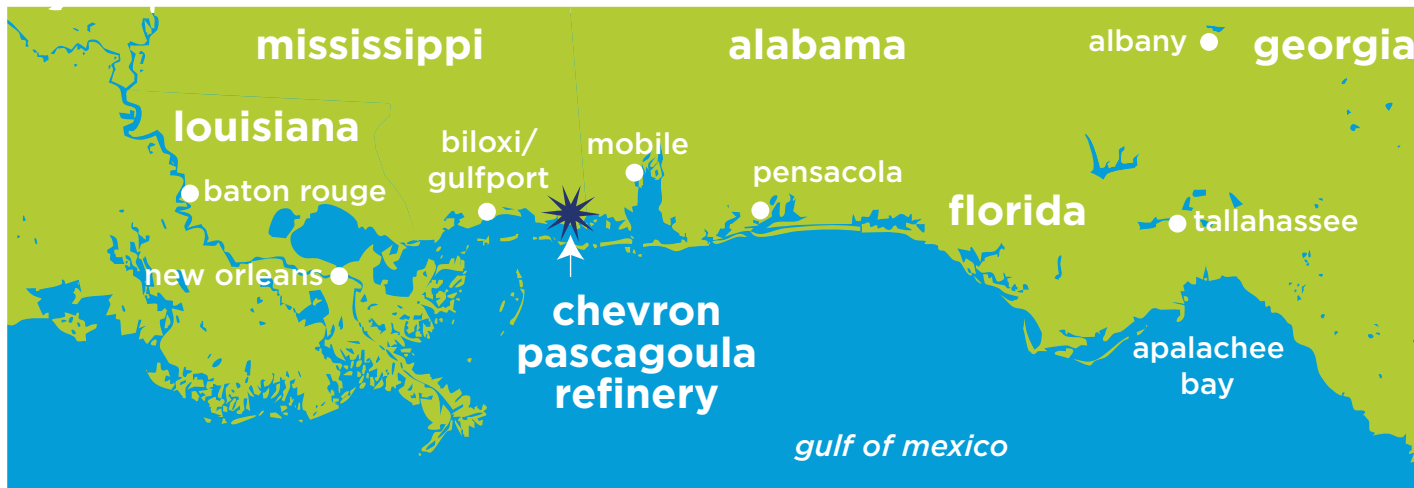 mississippi
alabama
albany
georgia
louisiana
biloxi/
gulfport
mobile
baton rouge
pensacola
florida
tallahassee
new orleans
chevron
pascagoula
refinery
apalachee
bay
gulf of mexico